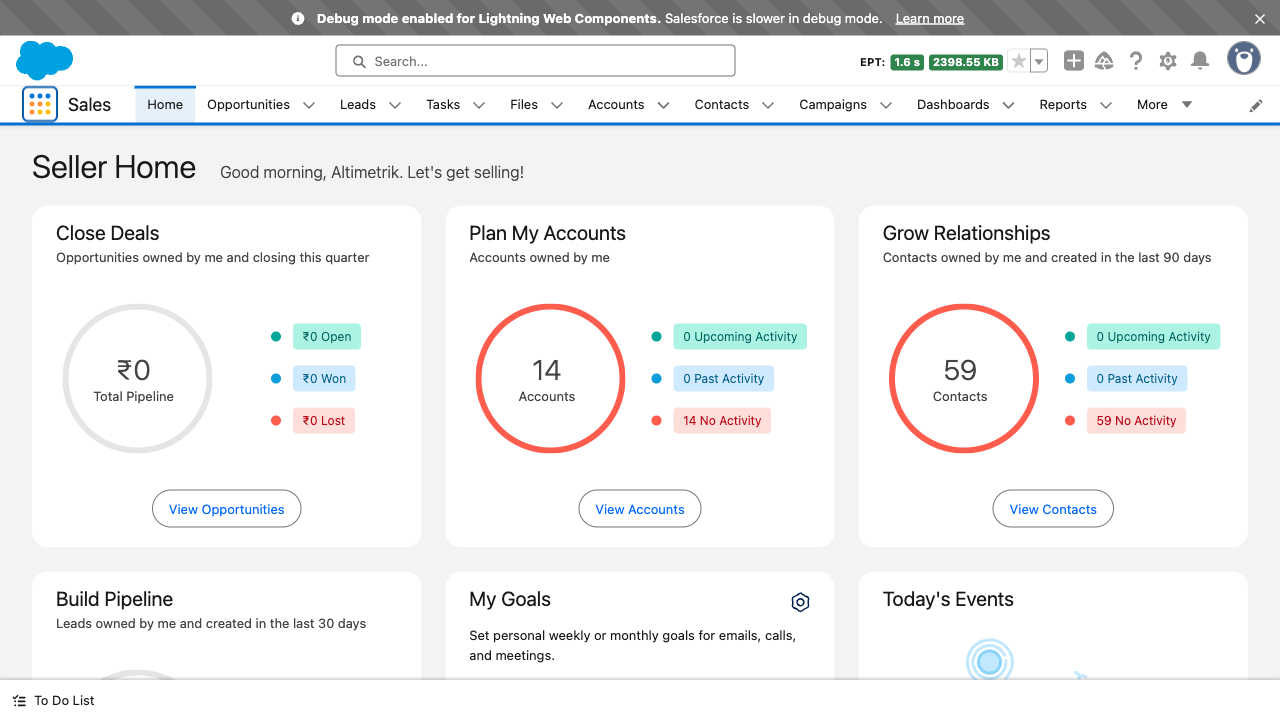 Debug mode enabled for Lightning Web Components. Salesforce is slower in debug mode. Learn more
Search...
EPT: 1.6 s 2398.55 KB
Sales Home Opportunities Leads Tasks Files Accounts Contacts Campaigns Dashboards Reports More
Seller Home Good morning, Altimetrik. Let's get selling!
Close Deals
Opportunities owned by me and closing this quarter
₹0
Total Pipeline
₹0 Open
₹0 Won
₹0 Lost
View Opportunities
Plan My Accounts
Accounts owned by me
14
Accounts
0 Upcoming Activity
0 Past Activity
14 No Activity
View Accounts
Grow Relationships
Contacts owned by me and created in the last 90 days
59
Contacts
0 Upcoming Activity
0 Past Activity
59 No Activity
View Contacts
Build Pipeline
Leads owned by me and created in the last 30 days
My Goals
Set personal weekly or monthly goals for emails, calls,
and meetings.
Today's Events
To Do List